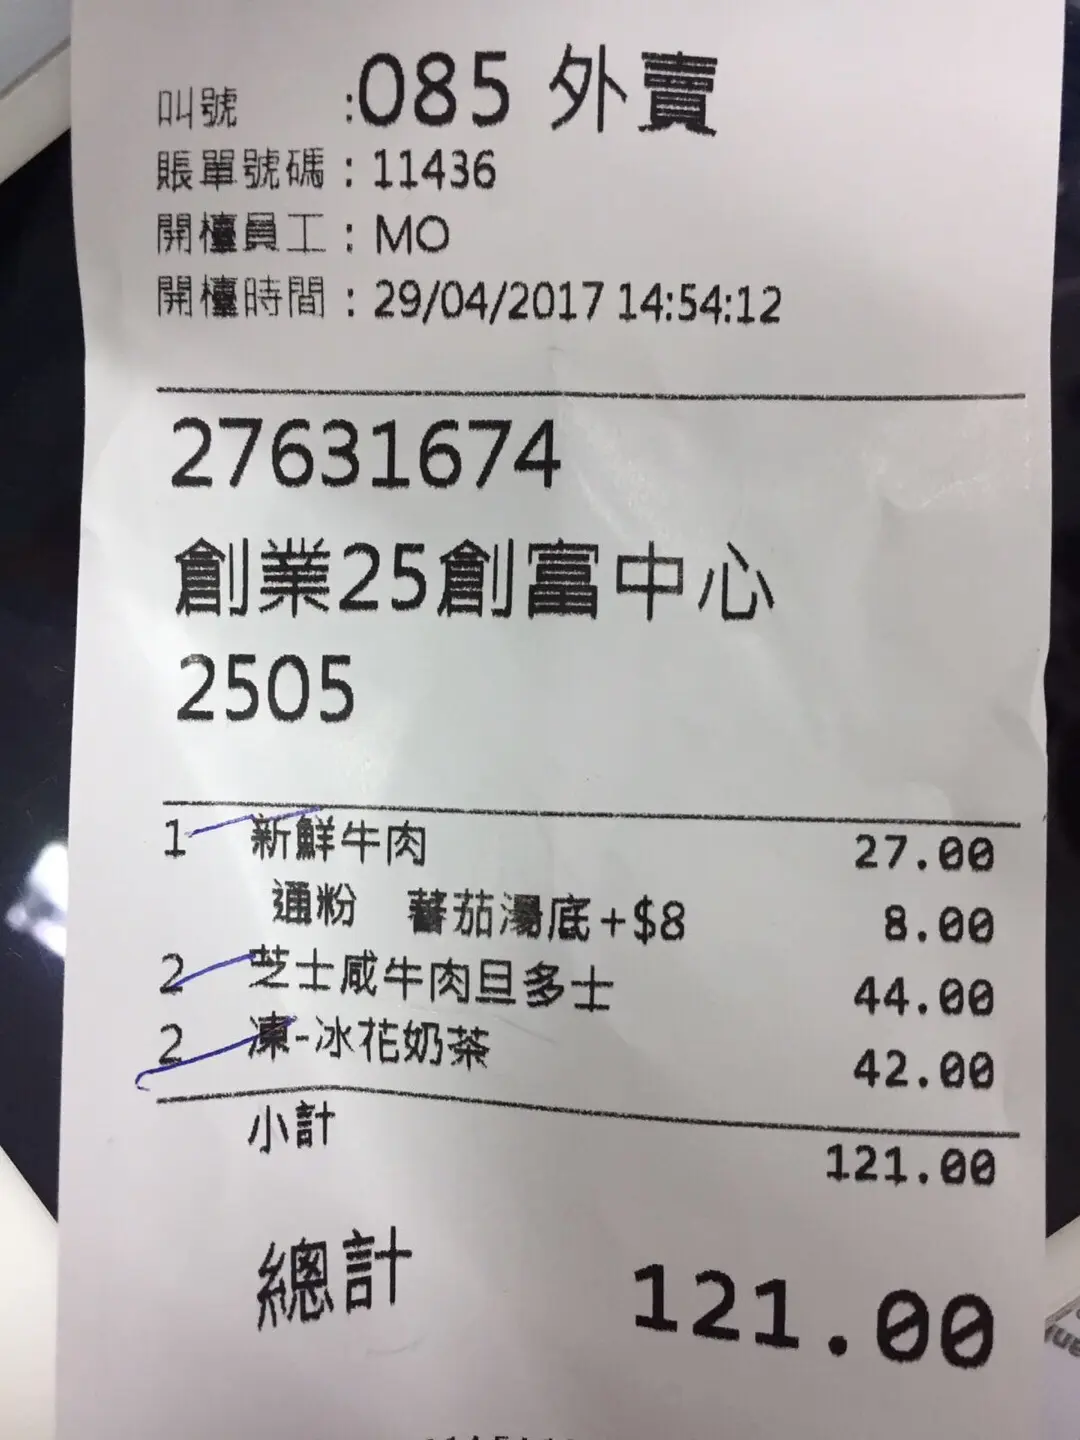 叫號 :085 外賣
賬單號碼 : 11436
開檯員工 : MO
開檯時間 : 29/04/2017 14:54:12
27631674
創業25創富中心
2505
1 新鮮牛肉 27.00
通粉 蕃茄湯底+$8 8.00
2 芝士咸牛肉旦多士 44.00
2 凍-冰花奶茶 42.00
小計 121.00
總計 121.00